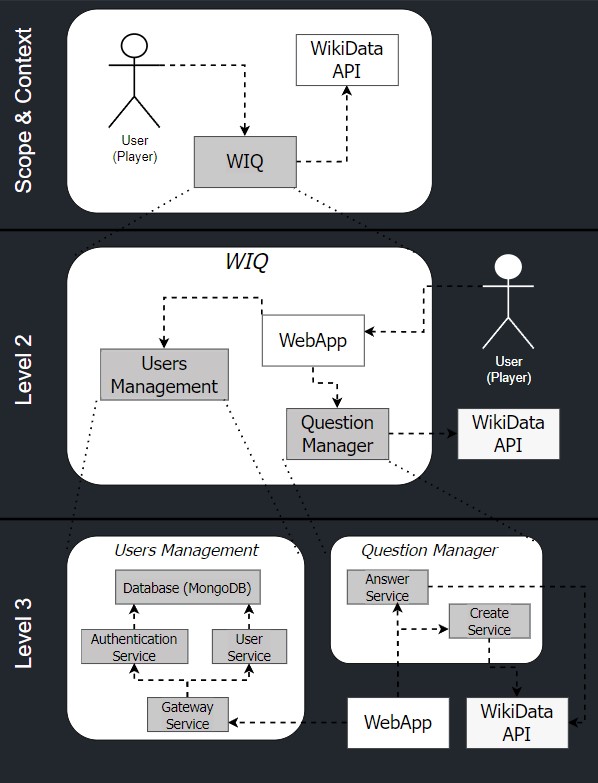 Scope & Context
User
(Player)
WikiData
API
WIQ
Level 2
WIQ
WebApp
Users
Management
User
(Player)
Question
Manager
WikiData
API
Level 3
Users Management
Database (MongoDB)
Authentication
Service
User
Service
Gateway
Service
Question Manager
Answer
Service
Create
Service
WebApp
WikiData
API